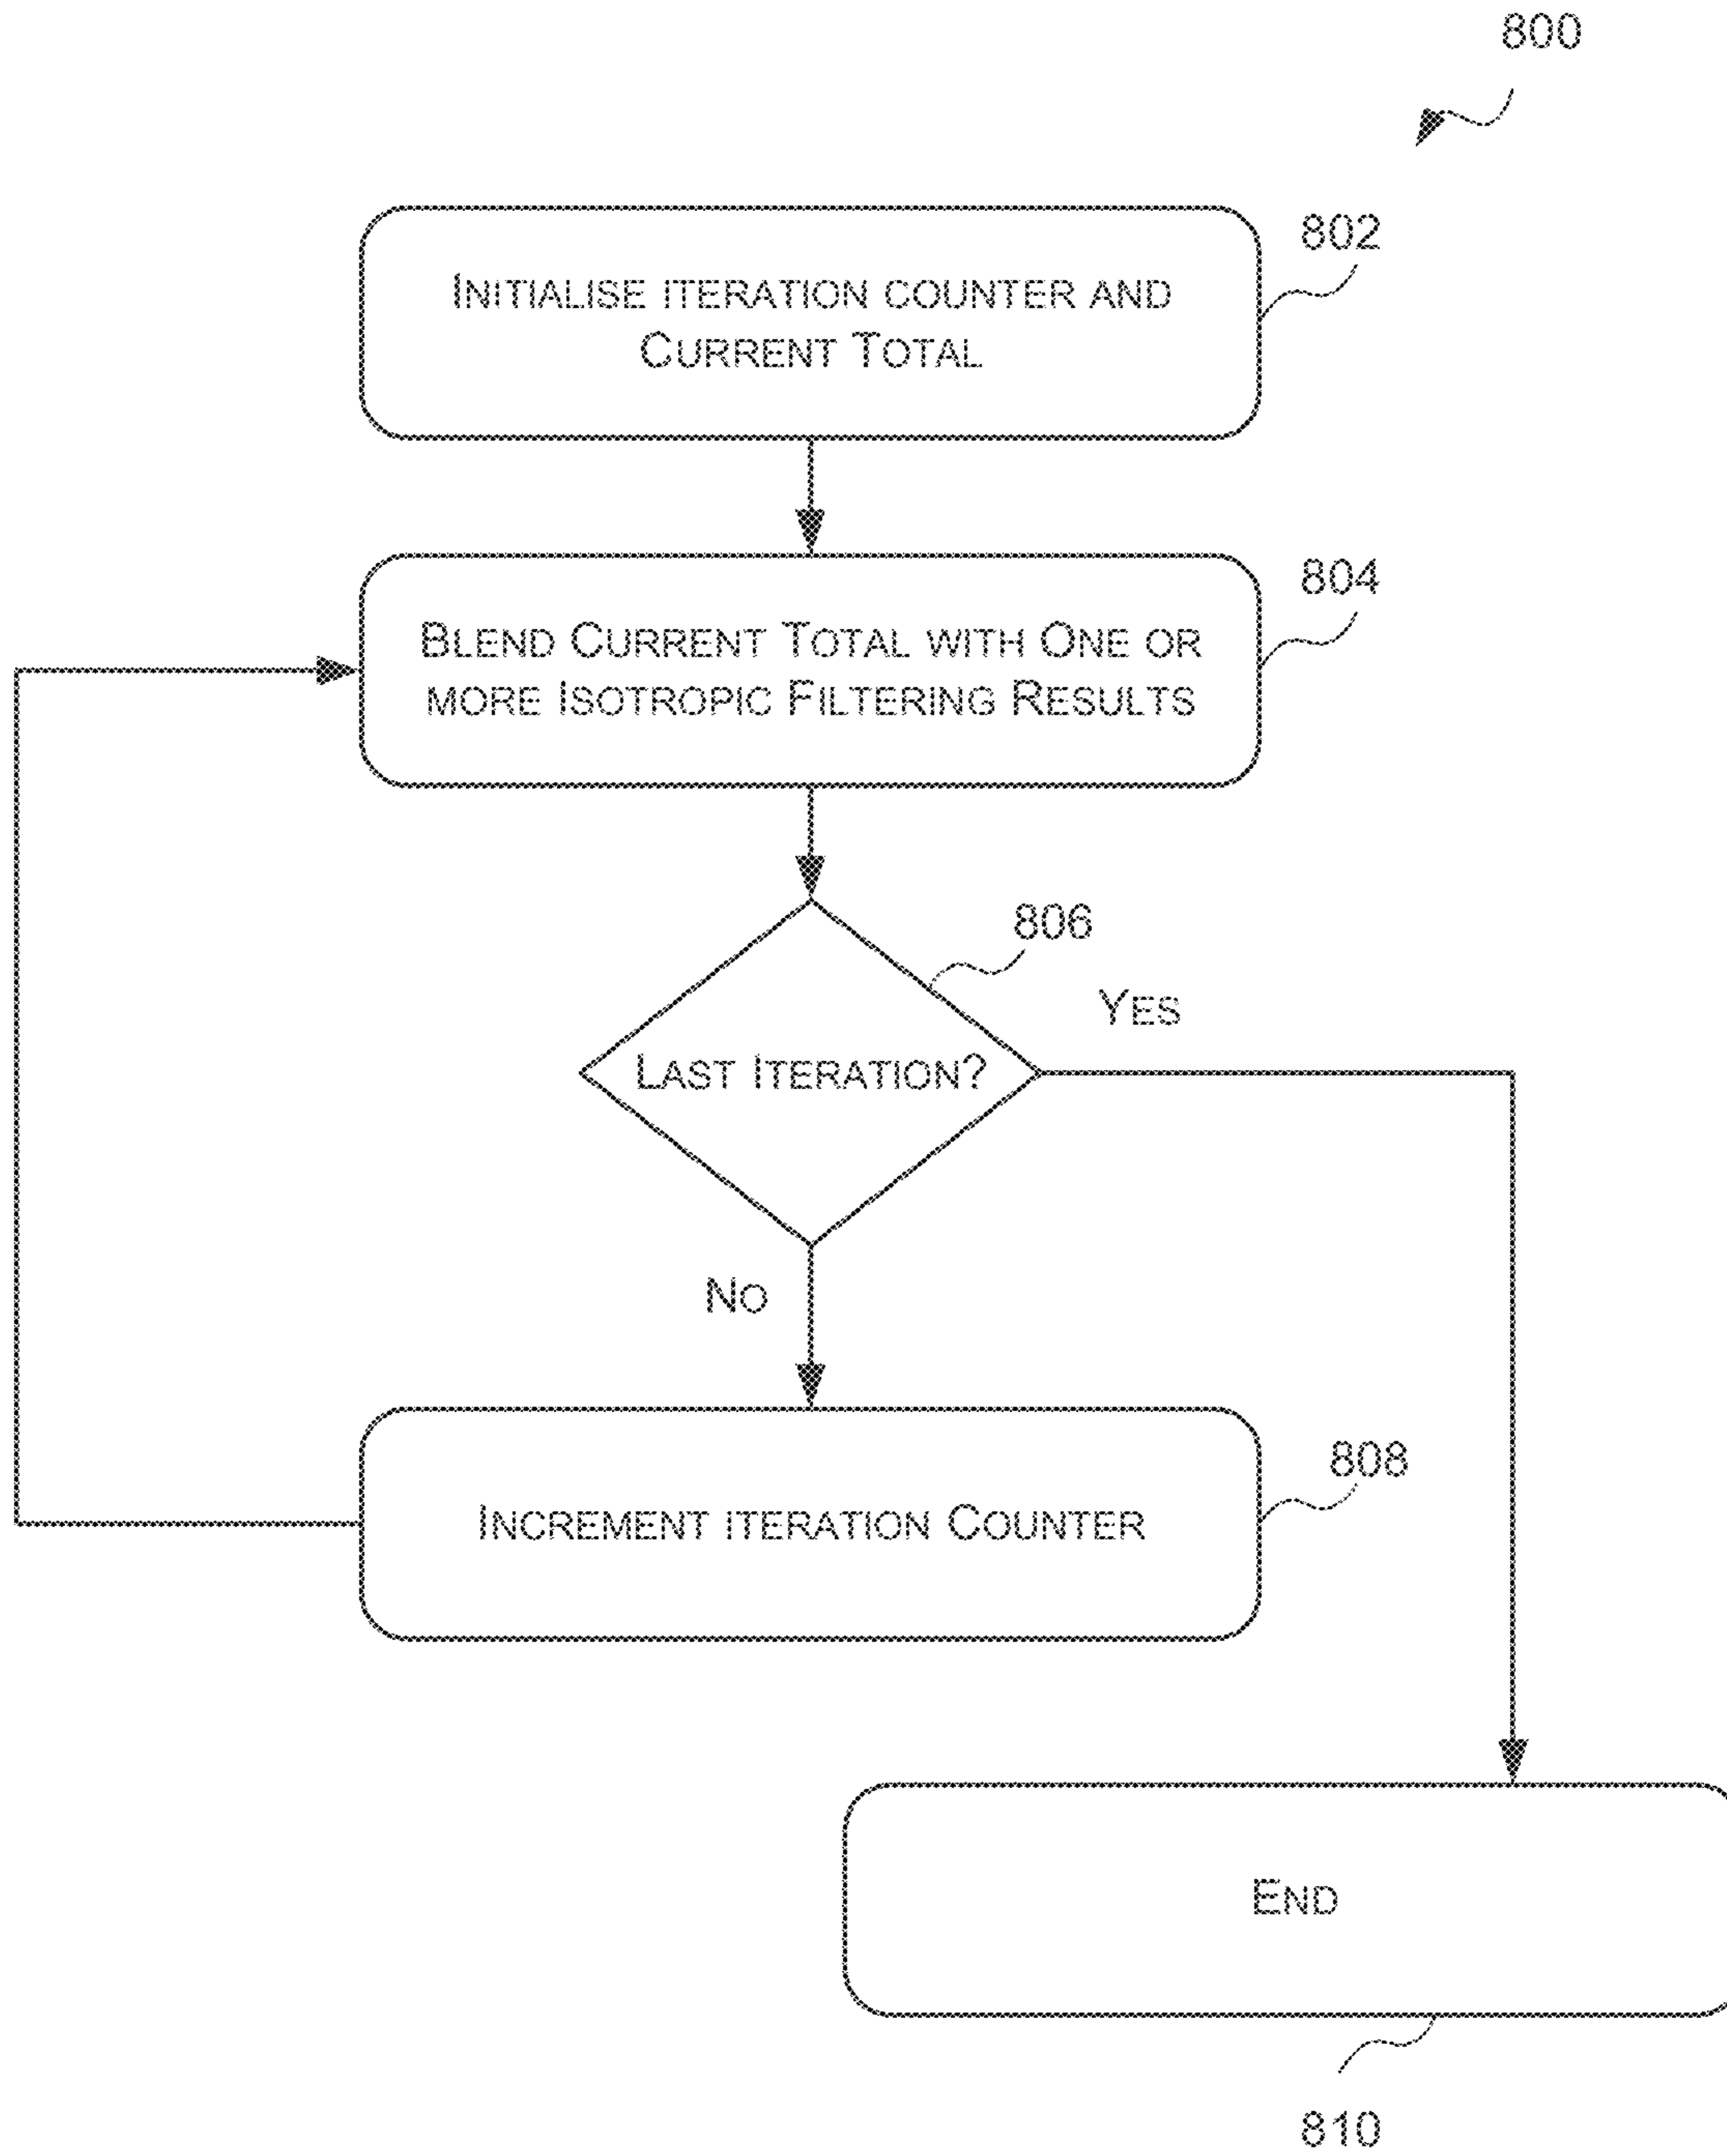 800
INITIALISE ITERATION COUNTER AND
CURRENT TOTAL
802
BLEND CURRENT TOTAL WITH ONE OR
MORE ISOTROPIC FILTERING RESULTS
804
806
YES
LAST ITERATION?
NO
808
INCREMENT ITERATION COUNTER
END
810